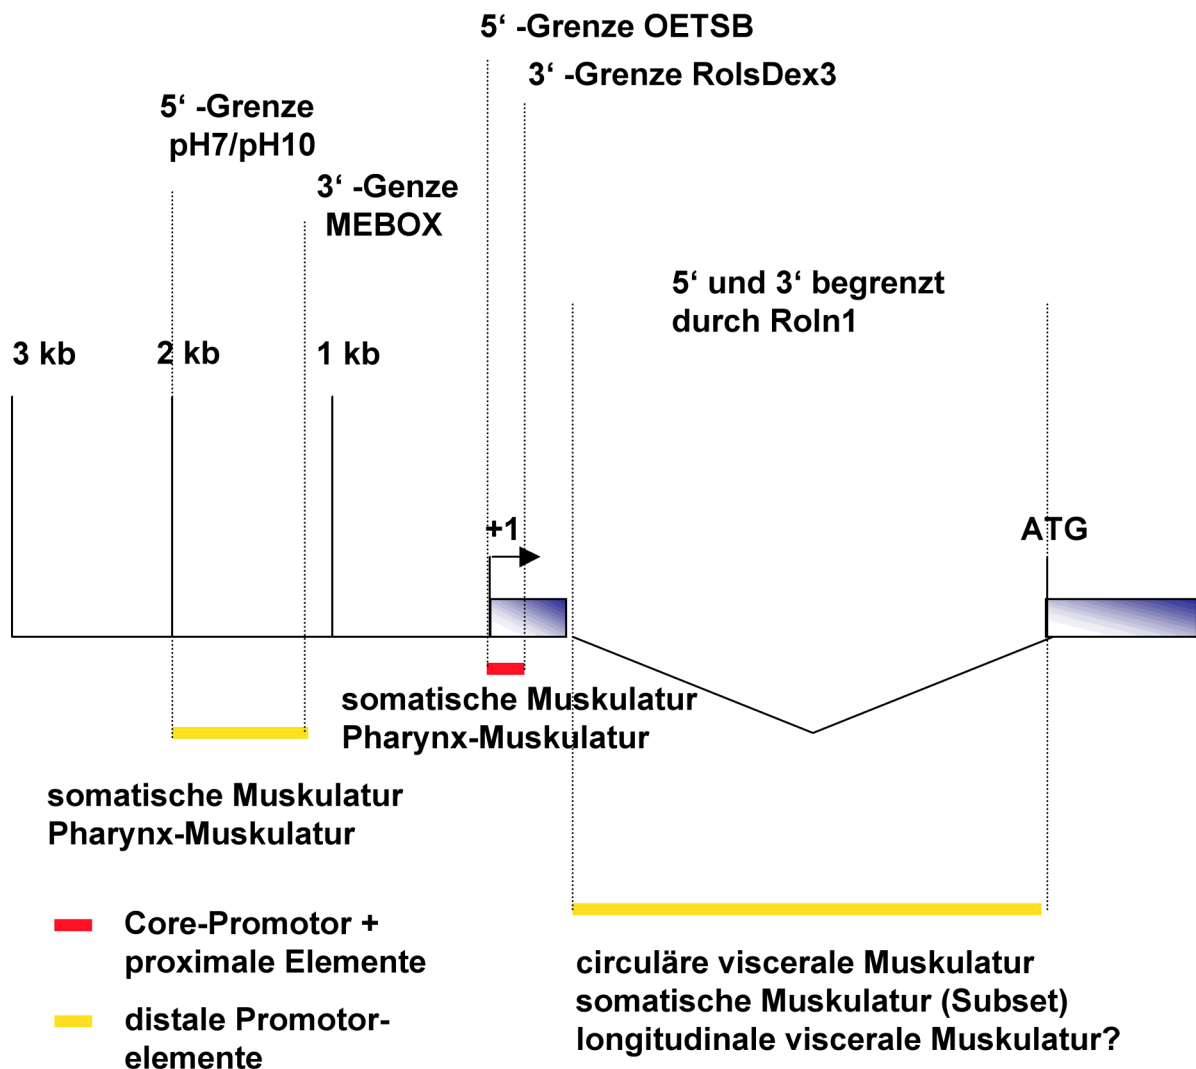 5‘ -Grenze OETSB
3‘ -Grenze RolsDex3
5‘ -Grenze
pH7/pH10
3‘ -Genze
MEBOX
5‘ und 3‘ begrenzt
durch Roln1
3 kb
2 kb
1 kb
+1
ATG
somatische Muskulatur
Pharynx-Muskulatur
somatische Muskulatur
Pharynx-Muskulatur
Core-Promotor +
proximale Elemente
distale Promotor-
elemente
circuläre viscerale Muskulatur
somatische Muskulatur (Subset)
longitudinale viscerale Muskulatur?